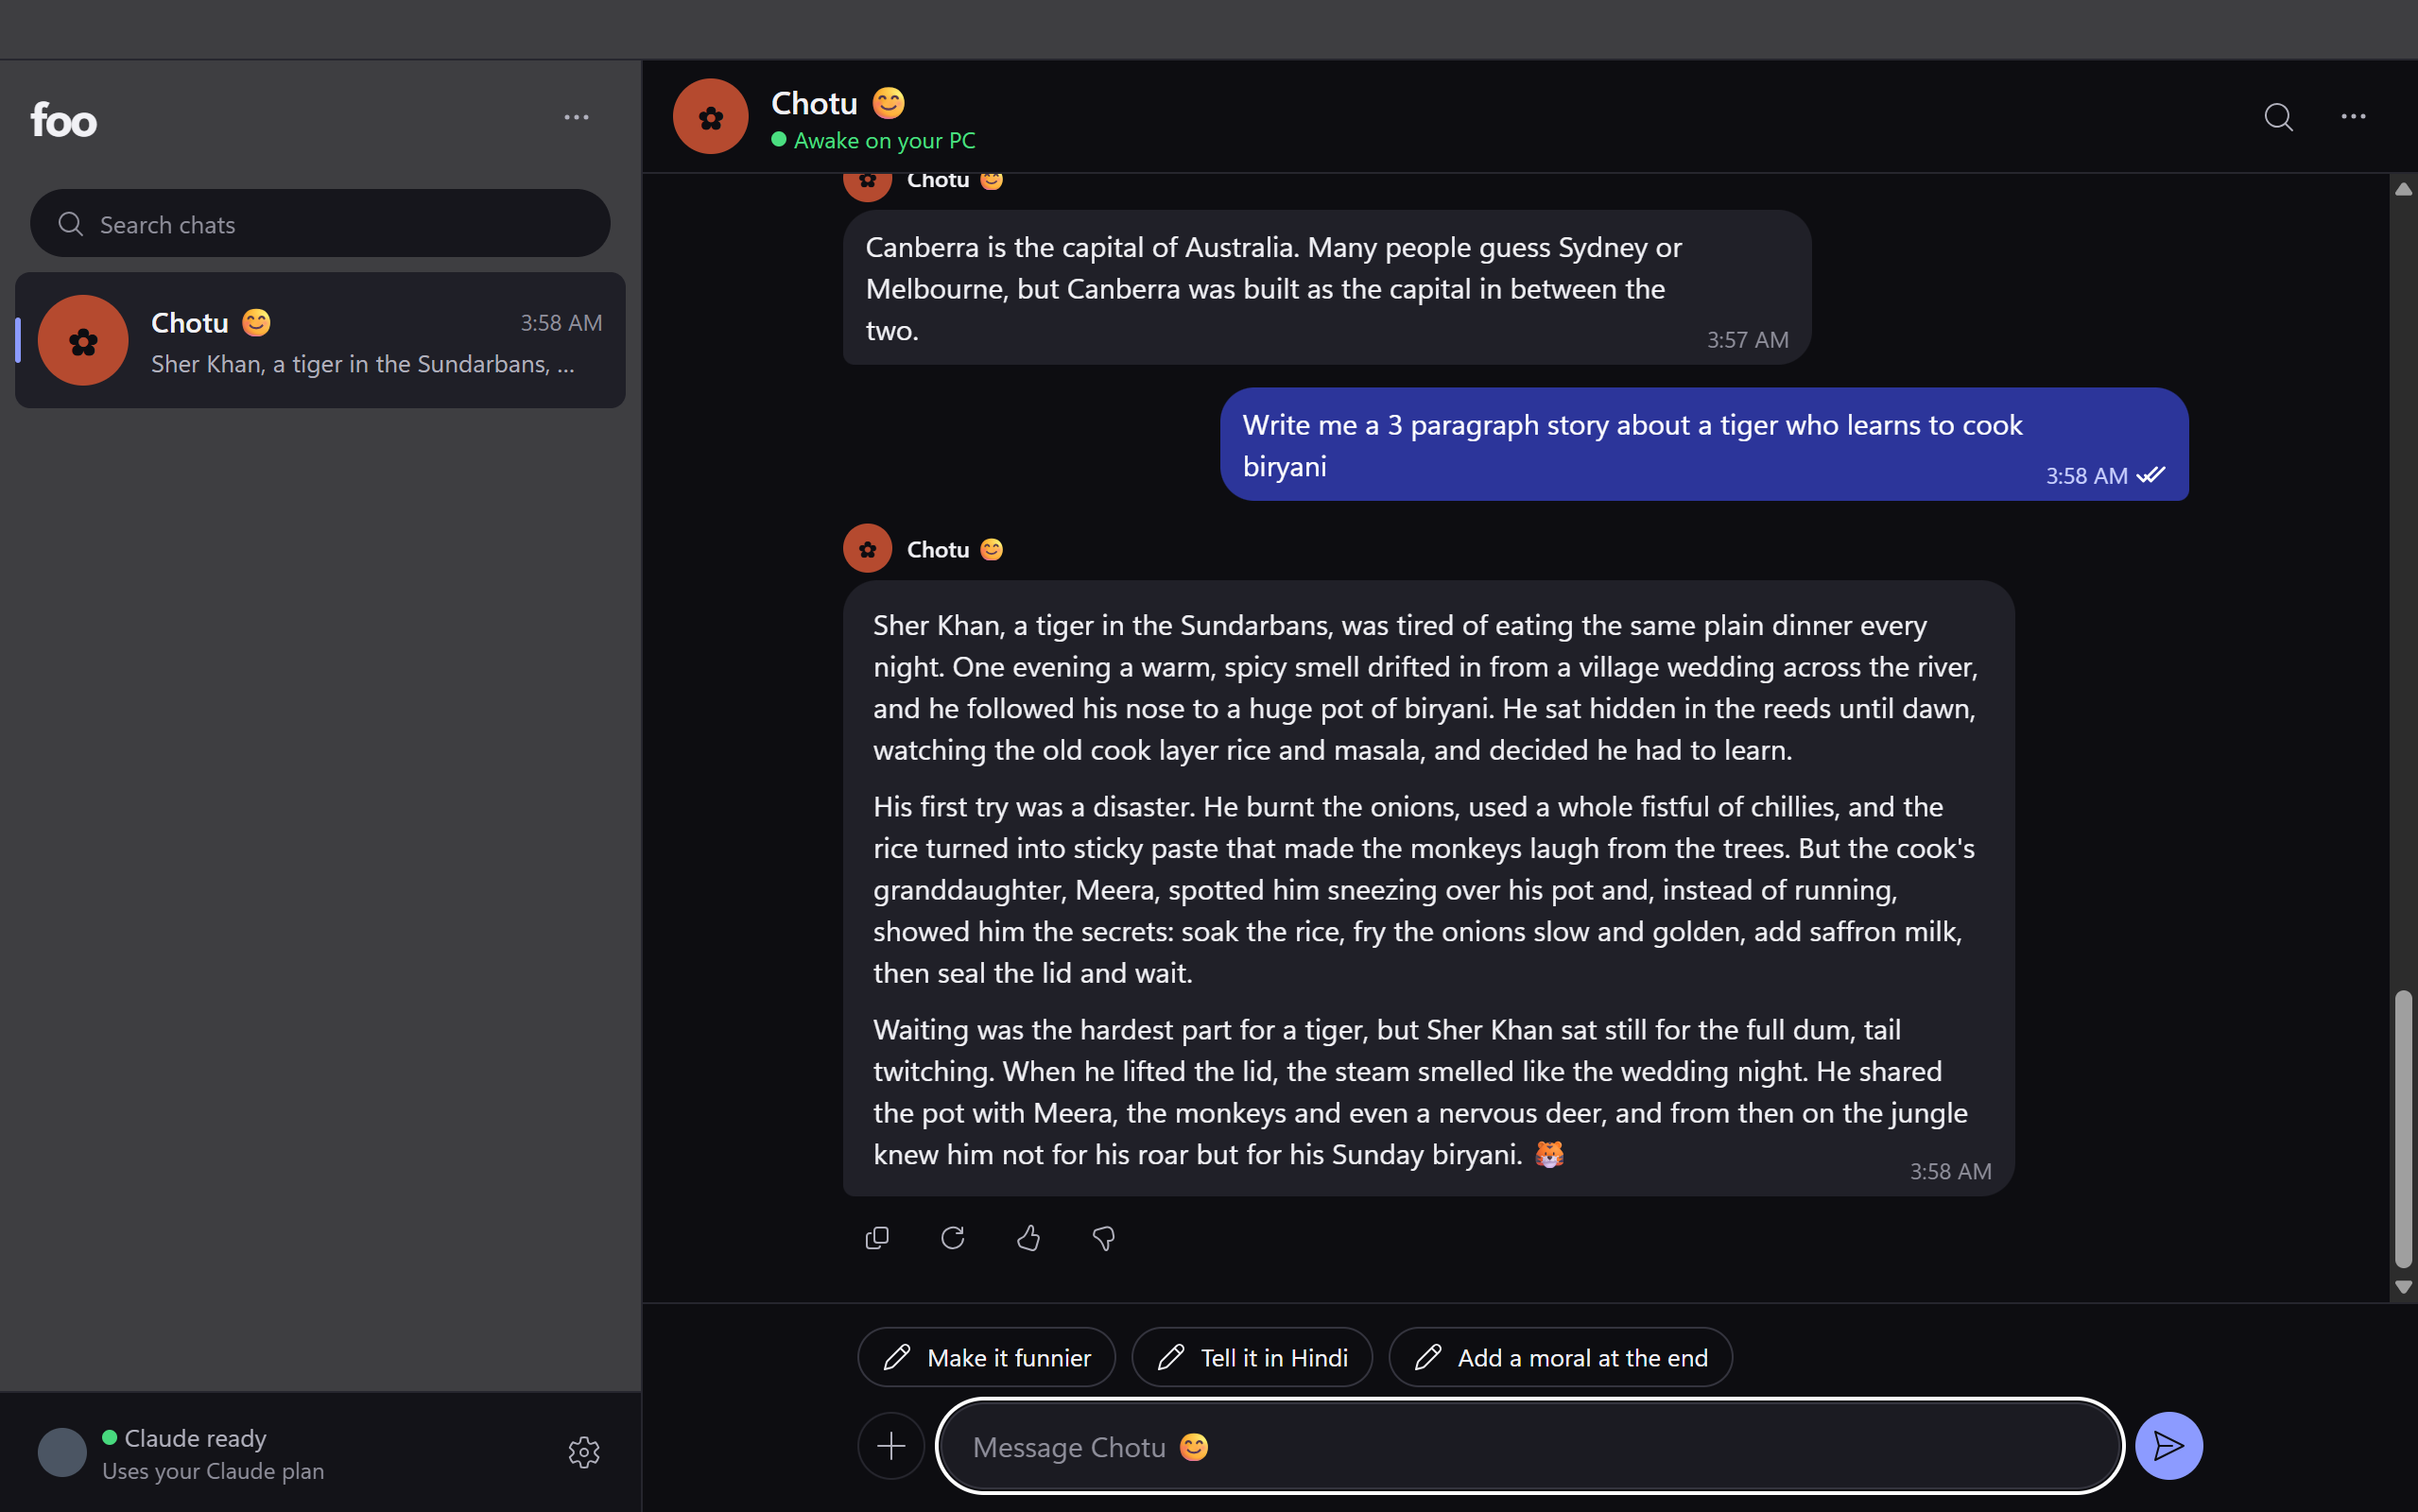 foo
Search chats
Chotu 😊
3:58 AM
Sher Khan, a tiger in the Sundarbans, ...
Claude ready
Uses your Claude plan
Chotu 😊
Awake on your PC
Chotu 😊
Canberra is the capital of Australia. Many people guess Sydney or
Melbourne, but Canberra was built as the capital in between the
two.
3:57 AM
Write me a 3 paragraph story about a tiger who learns to cook
biryani
3:58 AM
Chotu 😊
Sher Khan, a tiger in the Sundarbans, was tired of eating the same plain dinner every
night. One evening a warm, spicy smell drifted in from a village wedding across the river,
and he followed his nose to a huge pot of biryani. He sat hidden in the reeds until dawn,
watching the old cook layer rice and masala, and decided he had to learn.
His first try was a disaster. He burnt the onions, used a whole fistful of chillies, and the
rice turned into sticky paste that made the monkeys laugh from the trees. But the cook's
granddaughter, Meera, spotted him sneezing over his pot and, instead of running,
showed him the secrets: soak the rice, fry the onions slow and golden, add saffron milk,
then seal the lid and wait.
Waiting was the hardest part for a tiger, but Sher Khan sat still for the full dum, tail
twitching. When he lifted the lid, the steam smelled like the wedding night. He shared
the pot with Meera, the monkeys and even a nervous deer, and from then on the jungle
knew him not for his roar but for his Sunday biryani. 🐯
3:58 AM
Make it funnier
Tell it in Hindi
Add a moral at the end
Message Chotu 😊